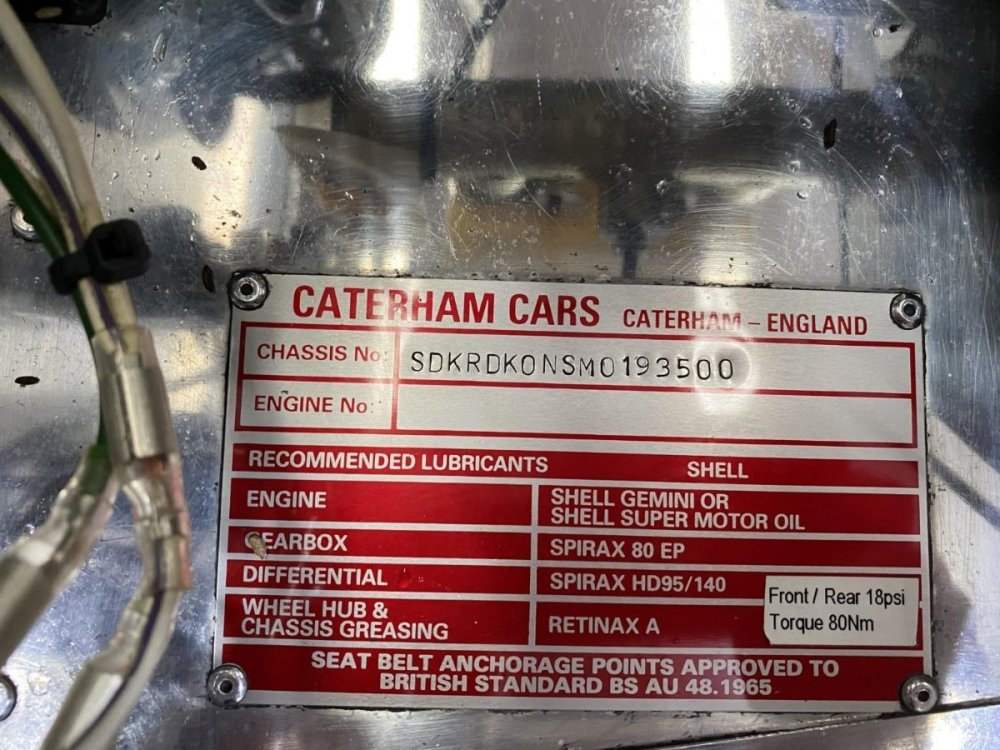 CATERHAM CARS CATERHAM – ENGLAND
CHASSIS No: SDKRDKONSMO193500
ENGINE No:
RECOMMENDED LUBRICANTS SHELL
ENGINE SHELL GEMINI OR
SHELL SUPER MOTOR OIL
GEARBOX SPIRAX 80 EP
DIFFERENTIAL SPIRAX HD95/140
WHEEL HUB &
CHASSIS GREASING RETINAX A
Front / Rear 18psi
Torque 80Nm
SEAT BELT ANCHORAGE POINTS APPROVED TO
BRITISH STANDARD BS AU 48.1965